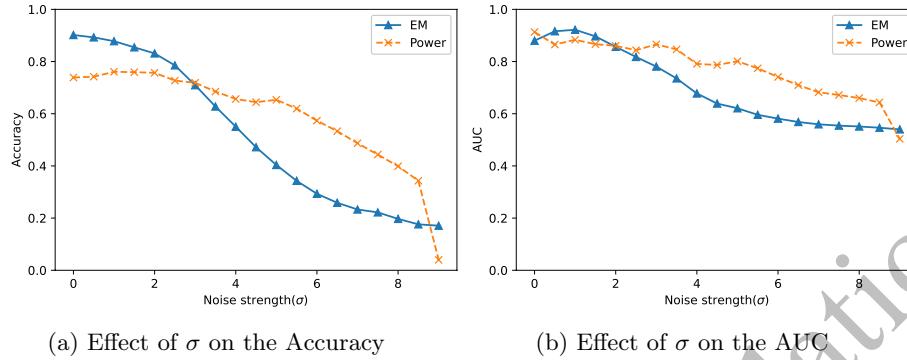 1.0
0.8
0.6
0.4
0.2
0.0
Accuracy
0 2 4 6 8
Noise strength(σ)
EM
Power
(a) Effect of σ on the Accuracy
1.0
0.8
0.6
0.4
0.2
0.0
AUC
0 2 4 6 8
Noise strength(σ)
EM
Power
(b) Effect of σ on the AUC